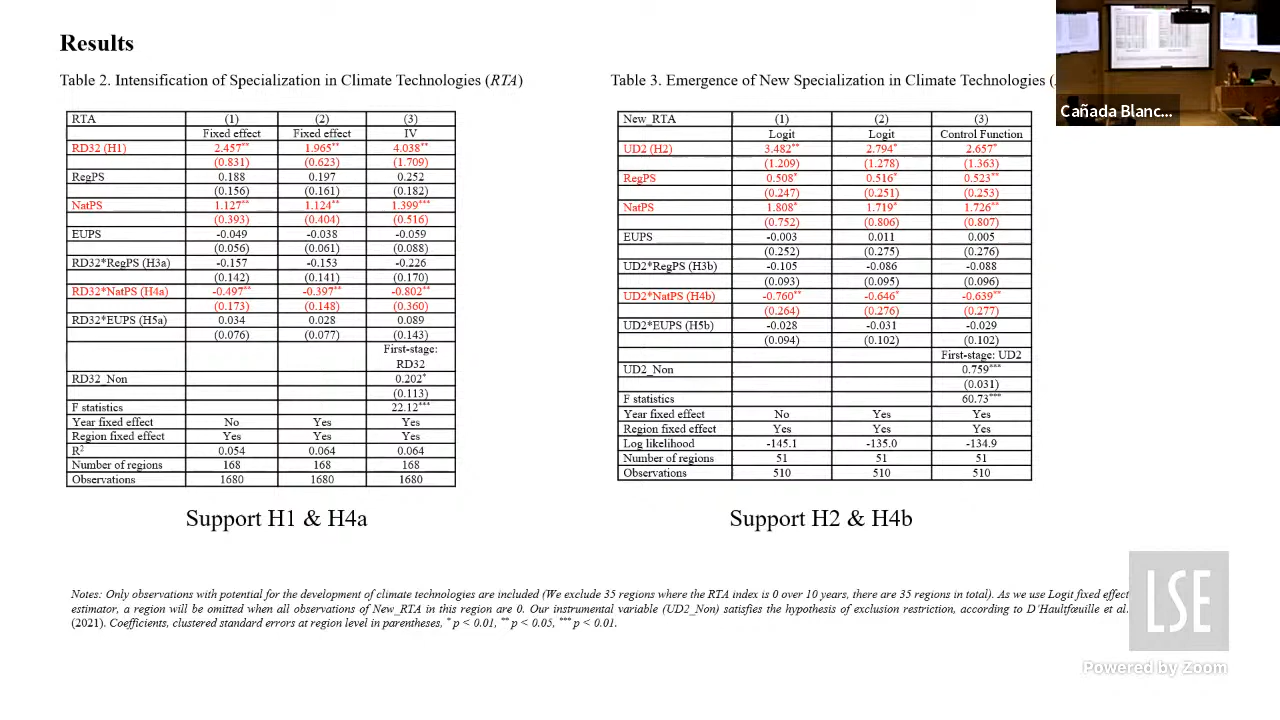 Results
Table 2. Intensification of Specialization in Climate Technologies (RTA)
RTA (1) (2) (3)
Fixed effect Fixed effect IV
RD32 (H1) 2.457** 1.965** 4.038**
(0.831) (0.623) (1.709)
RegPS 0.188 0.197 0.252
(0.156) (0.161) (0.182)
NatPS 1.127** 1.124** 1.399***
(0.393) (0.404) (0.516)
EUPS -0.049 -0.038 -0.059
(0.056) (0.061) (0.088)
RD32*RegPS (H3a) -0.157 -0.153 -0.226
(0.142) (0.141) (0.170)
RD32*NatPS (H4a) -0.497** -0.397** -0.802**
(0.173) (0.148) (0.360)
RD32*EUPS (H5a) 0.034 0.028 0.089
(0.076) (0.077) (0.143)
First-stage:
RD32
RD32_Non 0.202*
(0.113)
F statistics 22.12***
Year fixed effect No Yes Yes
Region fixed effect Yes Yes Yes
R2 0.054 0.064 0.064
Number of regions 168 168 168
Observations 1680 1680 1680
Support H1 & H4a
Table 3. Emergence of New Specialization in Climate Technologies (
New_RTA (1) (2) (3)
Logit Logit Control Function
UD2 (H2) 3.482** 2.794* 2.657*
(1.209) (1.278) (1.363)
RegPS 0.508* 0.516* 0.523**
(0.247) (0.251) (0.253)
NatPS 1.808* 1.719* 1.726**
(0.752) (0.806) (0.807)
EUPS -0.003 0.011 0.005
(0.252) (0.275) (0.276)
UD2*RegPS (H3b) -0.105 -0.086 -0.088
(0.093) (0.095) (0.096)
UD2*NatPS (H4b) -0.760** -0.646* -0.639**
(0.264) (0.276) (0.277)
UD2*EUPS (H5b) -0.028 -0.031 -0.029
(0.094) (0.102) (0.102)
First-stage: UD2
UD2_Non 0.759***
(0.031)
F statistics 60.73***
Year fixed effect No Yes Yes
Region fixed effect Yes Yes Yes
Log likelihood -145.1 -135.0 -134.9
Number of regions 51 51 51
Observations 510 510 510
Support H2 & H4b
Notes: Only observations with potential for the development of climate technologies are included (We exclude 35 regions where the RTA index is 0 over 10 years, there are 35 regions in total). As we use Logit fixed effect
estimator, a region will be omitted when all observations of New_RTA in this region are 0. Our instrumental variable (UD2_Non) satisfies the hypothesis of exclusion restriction, according to D'Haultfœuille et al.
(2021). Coefficients, clustered standard errors at region level in parentheses, * p < 0.01, ** p < 0.05, *** p < 0.01.
Cañada Blanc...
LSE
Powered by Zoom